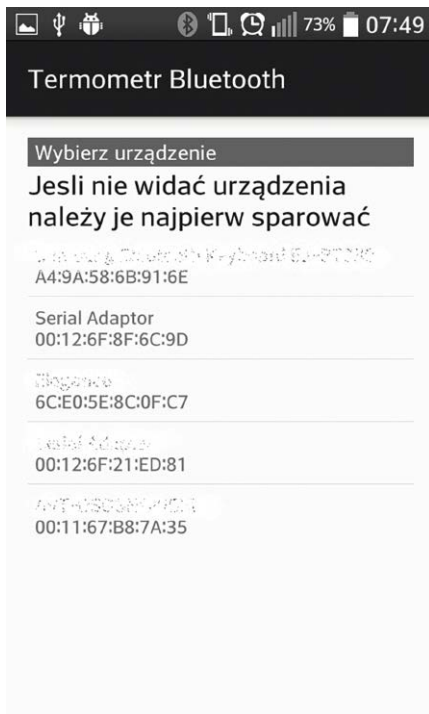 73% 07:49
Termometr Bluetooth
Wybierz urządzenie
Jesli nie widać urządzenia
należy je najpierw sparować
A4:9A:58:6B:91:6E
Serial Adaptor
00:12:6F:8F:6C:9D
6C:E0:5E:8C:0F:C7
00:12:6F:21:ED:81
00:11:67:B8:7A:35